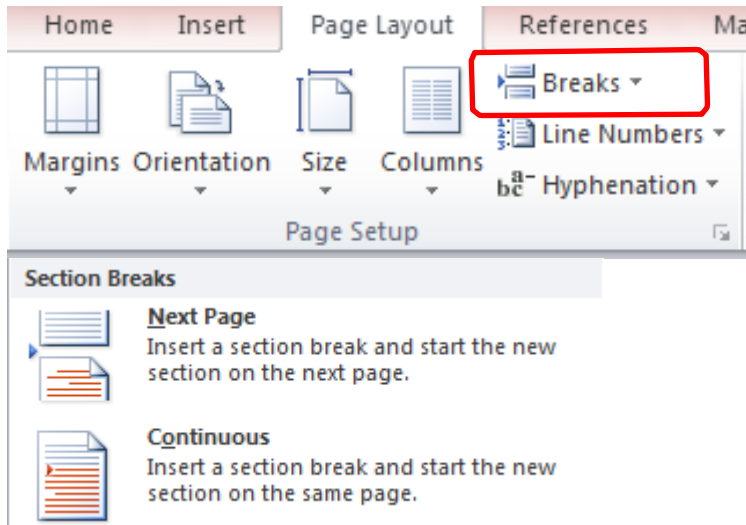 Home Insert Page Layout References Ma
Breaks
Line Numbers
Margins Orientation Size Columns
Hyphenation
Page Setup
Section Breaks
Next Page
Insert a section break and start the new
section on the next page.
Continuous
Insert a section break and start the new
section on the same page.